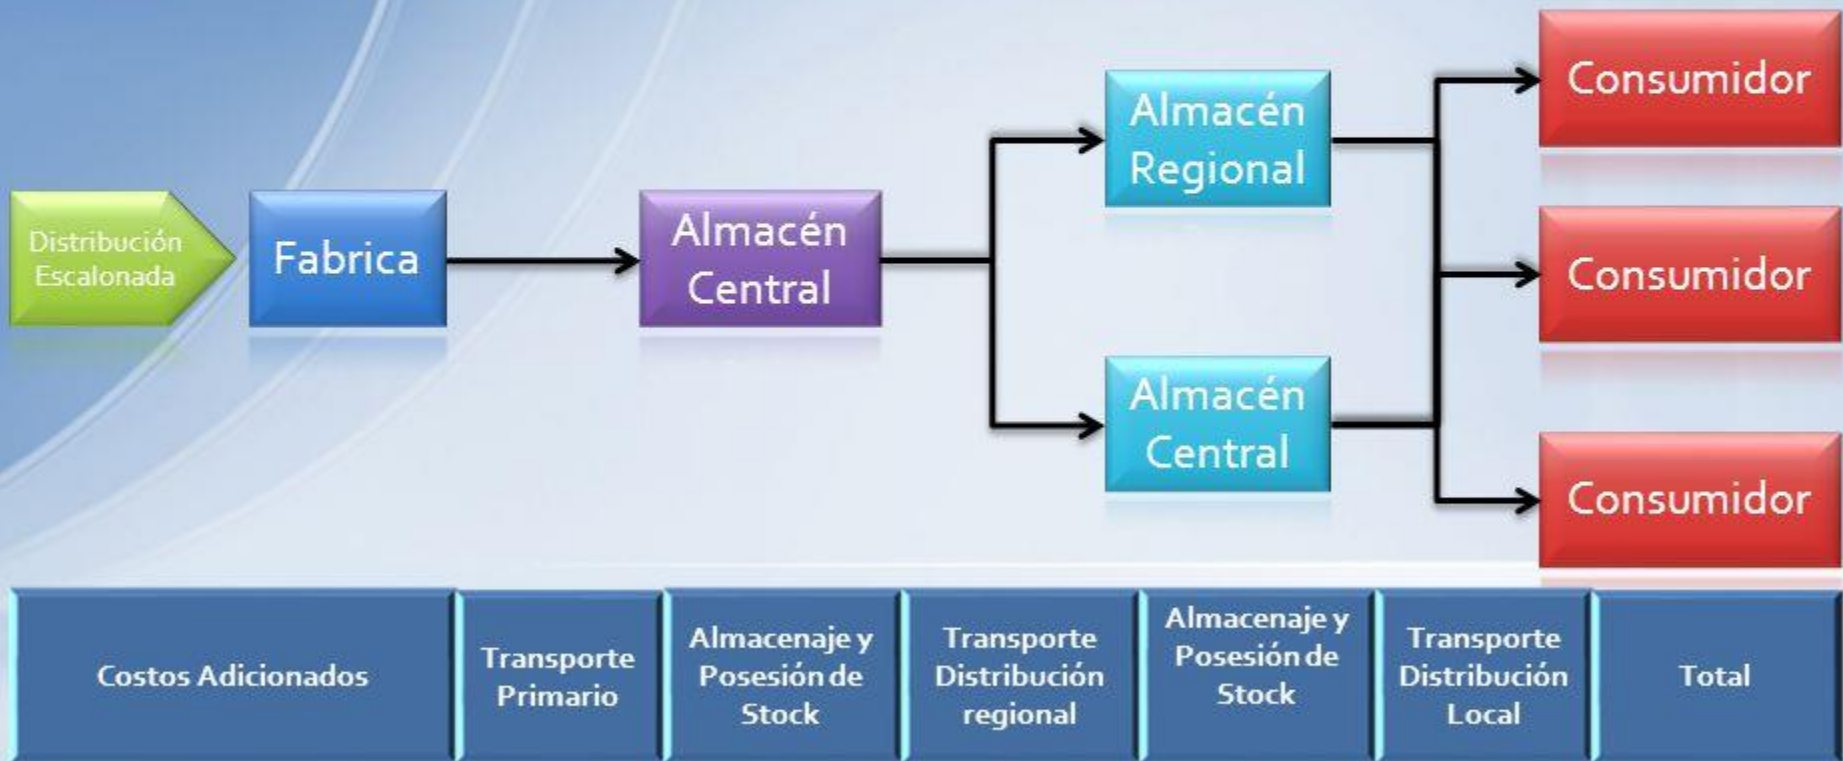 Distribución
Escalonada
Fabrica
Almacén
Central
Almacén
Regional
Almacén
Central
Consumidor
Consumidor
Consumidor
Costos Adicionados
Transporte
Primario
Almacenaje y
Posesión de
Stock
Transporte
Distribución
regional
Almacenaje y
Posesión de
Stock
Transporte
Distribución
Local
Total